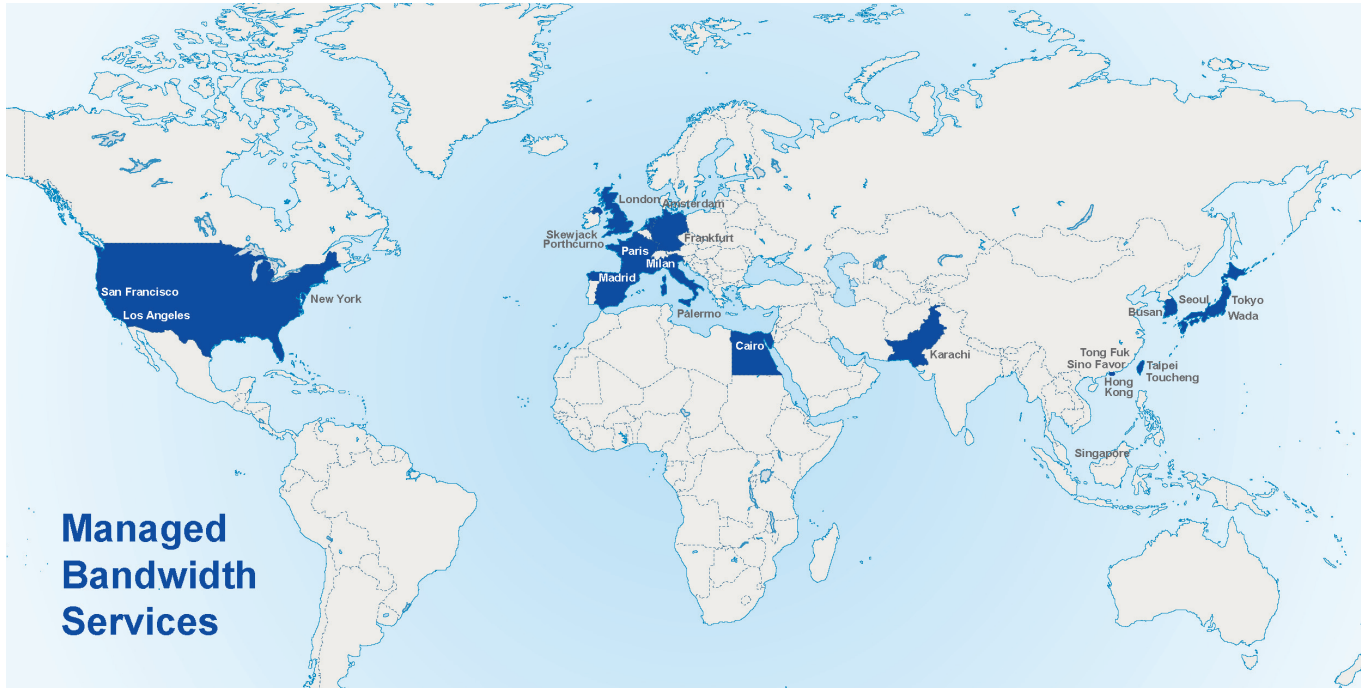 San Francisco
Los Angeles
New York
London
Amsterdam
Skewjack
Porthcurno
Frankfurt
Paris
Milan
Madrid
Palermo
Cairo
Karachi
Seoul
Busan
Tokyo
Wada
Tong Fuk
Sino Favor
Hong
Kong
Taipei
Toucheng
Singapore
Managed
Bandwidth
Services